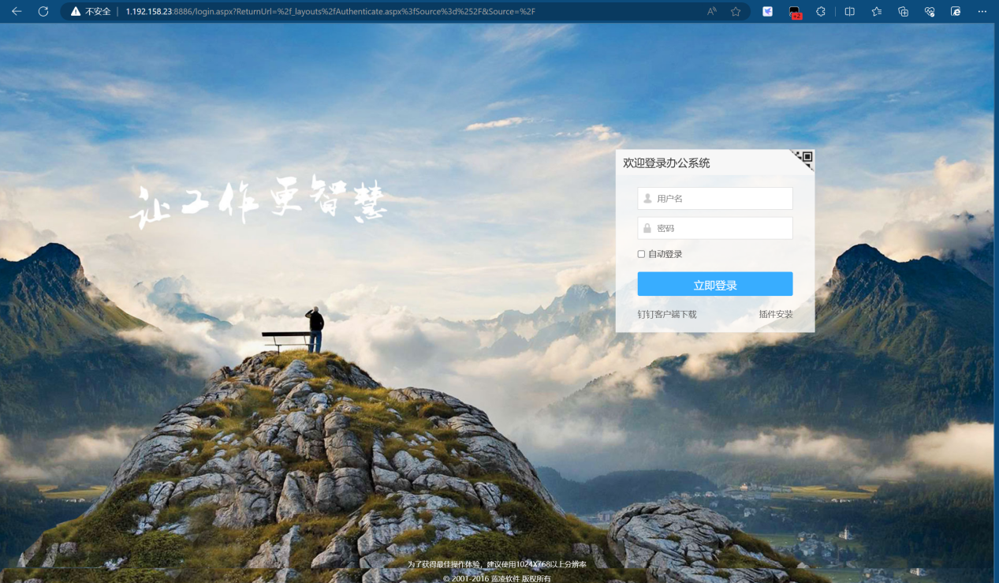 不安全 1.192.158.23:8886/login.aspx?ReturnUrl=%2f_layouts%2fAuthenticate.aspx%3fSource%3d%252F&Source=%2F
+2
欢迎登录办公系统
让工作更智慧
用户名
密码
自动登录
立即登录
钉钉客户端下载 插件安装
为了获得最佳操作体验，建议使用1024X768以上分辨率
© 2001-2016 蓝凌软件 版权所有